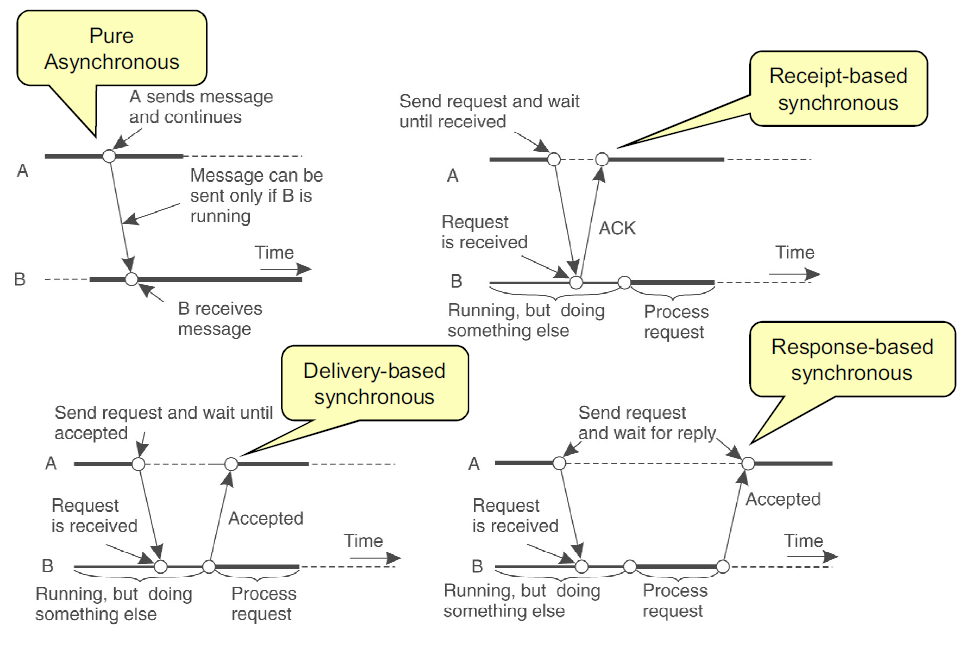 Pure
Asynchronous
A sends message
and continues
A
Message can be
sent only if B is
running
Time
B
B receives
message
Receipt-based
synchronous
Send request and wait
until received
A
Request
is received
ACK
Time
B
Running, but doing
something else
Process
request
Delivery-based
synchronous
Send request and wait until
accepted
A
Request
is received
Accepted
Time
B
Running, but doing
something else
Process
request
Response-based
synchronous
Send request
and wait for reply
A
Request
is received
Accepted
Time
B
Running, but doing
something else
Process
request